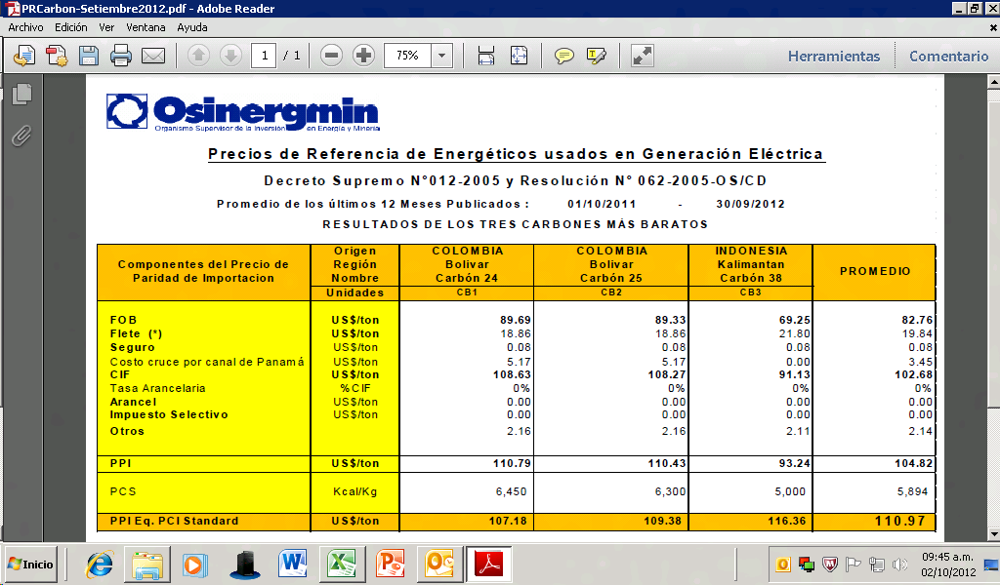 PRCarbon-Setiembre2012.pdf - Adobe Reader
Archivo Edición Ver Ventana Ayuda
1 / 1 75% Herramientas Comentario
Osinergmin
Organismo Supervisor de la Inversión en Energía y Minería
Precios de Referencia de Energéticos usados en Generación Eléctrica
Decreto Supremo N°012-2005 y Resolución N° 062-2005-OS/CD
Promedio de los últimos 12 Meses Publicados : 01/10/2011 - 30/09/2012
RESULTADOS DE LOS TRES CARBONES MÁS BARATOS
Componentes del Precio de Paridad de Importacion
Origen COLOMBIA COLOMBIA INDONESIA PROMEDIO
Región Bolivar Bolivar Kalimantan
Nombre Carbón 24 Carbón 25 Carbón 38
Unidades CB1 CB2 CB3
FOB US$/ton 89.69 89.33 69.25 82.76
Flete (*) US$/ton 18.86 18.86 21.80 19.84
Seguro US$/ton 0.08 0.08 0.08 0.08
Costo cruce por canal de Panamá US$/ton 5.17 5.17 0.00 3.45
CIF US$/ton 108.63 108.27 91.13 102.68
Tasa Arancelaria %CIF 0% 0% 0% 0%
Arancel US$/ton 0.00 0.00 0.00 0.00
Impuesto Selectivo US$/ton 0.00 0.00 0.00 0.00
Otros 2.16 2.16 2.11 2.14
PPI US$/ton 110.79 110.43 93.24 104.82
PCS Kcal/Kg 6,450 6,300 5,000 5,894
PPI Eq. PCI Standard US$/ton 107.18 109.38 116.36 110.97
Inicio
09:45 a.m.
02/10/2012